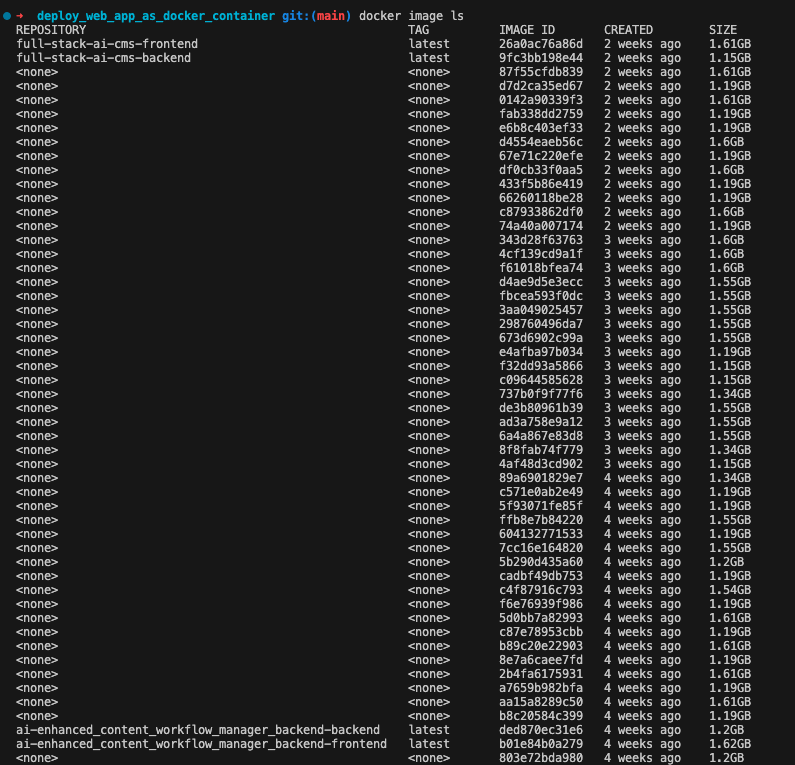 ➜  deploy_web_app_as_docker_container git:(main) docker image ls
REPOSITORY TAG IMAGE ID CREATED SIZE
full-stack-ai-cms-frontend latest 26a0ac76a86d 2 weeks ago 1.61GB
full-stack-ai-cms-backend latest 9fc3bb198e44 2 weeks ago 1.15GB
<none> <none> 87f55cfdb839 2 weeks ago 1.61GB
<none> <none> d7d2ca35ed67 2 weeks ago 1.19GB
<none> <none> 0142a90339f3 2 weeks ago 1.61GB
<none> <none> fab338dd2759 2 weeks ago 1.19GB
<none> <none> e6b8c403ef33 2 weeks ago 1.19GB
<none> <none> d4554eaeb56c 2 weeks ago 1.6GB
<none> <none> 67e71c220efe 2 weeks ago 1.19GB
<none> <none> df0cb33f0aa5 2 weeks ago 1.6GB
<none> <none> 433f5b86e419 2 weeks ago 1.19GB
<none> <none> 66260118be28 2 weeks ago 1.19GB
<none> <none> c87933862df0 2 weeks ago 1.6GB
<none> <none> 74a40a007174 2 weeks ago 1.19GB
<none> <none> 343d28f63763 3 weeks ago 1.6GB
<none> <none> 4cf139cd9a1f 3 weeks ago 1.6GB
<none> <none> f61018bfea74 3 weeks ago 1.6GB
<none> <none> d4ae9d5e3ecc 3 weeks ago 1.55GB
<none> <none> fbcea593f0dc 3 weeks ago 1.55GB
<none> <none> 3aa049025457 3 weeks ago 1.55GB
<none> <none> 298760496da7 3 weeks ago 1.55GB
<none> <none> 673d6902c99a 3 weeks ago 1.55GB
<none> <none> e4afba97b034 3 weeks ago 1.19GB
<none> <none> f32dd93a5866 3 weeks ago 1.15GB
<none> <none> c09644585628 3 weeks ago 1.15GB
<none> <none> 737b0f9f77f6 3 weeks ago 1.34GB
<none> <none> de3b80961b39 3 weeks ago 1.55GB
<none> <none> ad3a758e9a12 3 weeks ago 1.55GB
<none> <none> 6a4a867e83d8 3 weeks ago 1.55GB
<none> <none> 8f8fab74f779 3 weeks ago 1.34GB
<none> <none> 4af48d3cd902 3 weeks ago 1.15GB
<none> <none> 89a6901829e7 4 weeks ago 1.34GB
<none> <none> c571e0ab2e49 4 weeks ago 1.19GB
<none> <none> 5f93071fe85f 4 weeks ago 1.19GB
<none> <none> ffb8e7b84220 4 weeks ago 1.55GB
<none> <none> 604132771533 4 weeks ago 1.19GB
<none> <none> 7cc16e164820 4 weeks ago 1.55GB
<none> <none> 5b290d435a60 4 weeks ago 1.2GB
<none> <none> cadbf49db753 4 weeks ago 1.19GB
<none> <none> c4f87916c793 4 weeks ago 1.54GB
<none> <none> f6e76939f986 4 weeks ago 1.19GB
<none> <none> 5d0bb7a82993 4 weeks ago 1.61GB
<none> <none> c87e78953cbb 4 weeks ago 1.19GB
<none> <none> b89c20e22903 4 weeks ago 1.61GB
<none> <none> 8e7a6caee7fd 4 weeks ago 1.19GB
<none> <none> 2b4fa6175931 4 weeks ago 1.61GB
<none> <none> a7659b982bfa 4 weeks ago 1.19GB
<none> <none> aa15a8289c50 4 weeks ago 1.61GB
<none> <none> b8c20584c399 4 weeks ago 1.19GB
ai-enhanced_content_workflow_manager_backend-backend latest ded870ec31e6 4 weeks ago 1.2GB
ai-enhanced_content_workflow_manager_backend-frontend latest b01e84b0a279 4 weeks ago 1.62GB
<none> <none> 803e72bda980 4 weeks ago 1.2GB